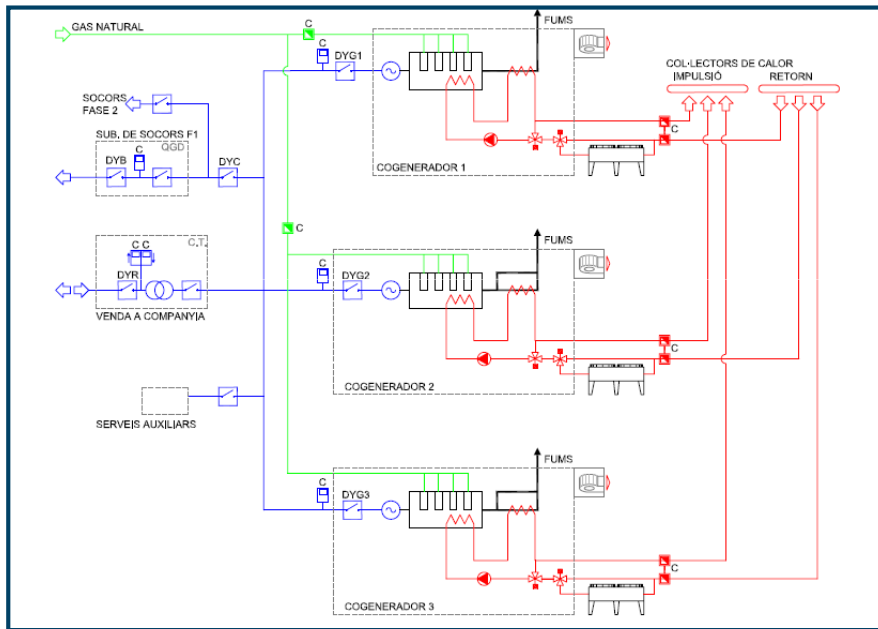 GAS NATURAL
C
FUMS
C
DYG1
COL·LECTORS DE CALOR
IMPULSIÓ
RETORN
SOCORS
FASE 2
SUB. DE SOCORS F1
QGD
DYB
C
DYC
C
COGENERADOR 1
C
C.T.
C C
DYR
VENDA A COMPANYIA
FUMS
C
DYG2
C
COGENERADOR 2
SERVEIS AUXILIARS
FUMS
C
DYG3
C
COGENERADOR 3